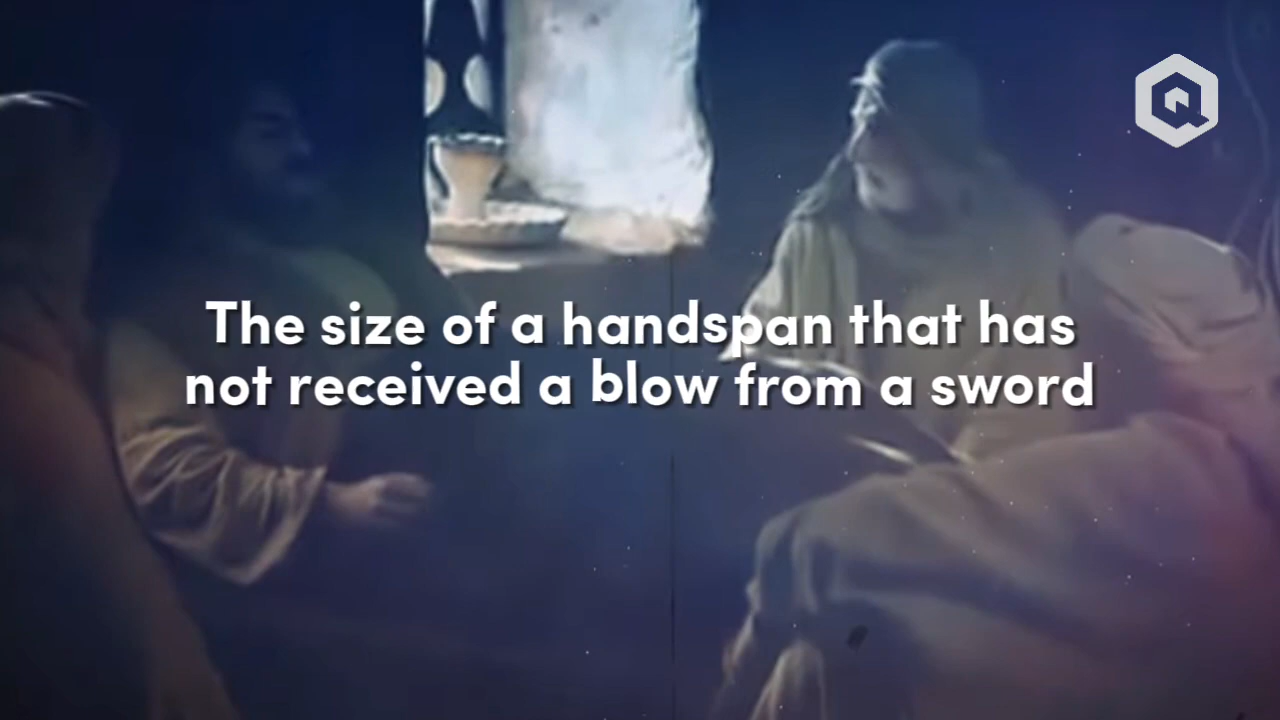 The size of a handspan that has
not received a blow from a sword